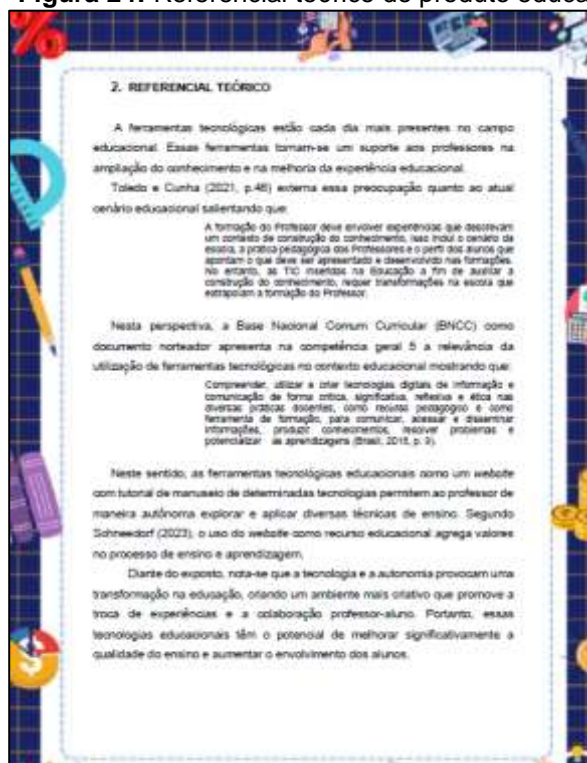 Figura 21: Referencial teórico do produto educa
2. REFERENCIAL TEÓRICO
A ferramentas tecnológicas estão cada dia mais presentes no campo
educacional. Essas ferramentas tornam-se um suporte aos professores na
ampliação do conhecimento e na melhoria da experiência educacional.
Toledo e Cunha (2021, p.46) externa essa preocupação quanto ao atual
cenário educacional salientando que:
A formação do Professor deve envolver experiências que descrevam
um contexto de construção do conhecimento, isso inclui o cenário da
escola, a prática pedagógica dos Professores e o perfil dos alunos que
apontam o que deve ser apresentado e desenvolvido nas formações.
No entanto, as TIC inseridas na Educação a fim de auxiliar a
construção do conhecimento, requer transformações na escola que
extrapolam a formação do Professor.
Nesta perspectiva, a Base Nacional Comum Curricular (BNCC) como
documento norteador apresenta na competência geral 5 a relevância da
utilização de ferramentas tecnológicas no contexto educacional mostrando que:
Compreender, utilizar e criar tecnologias digitais de informação e
comunicação de forma crítica, significativa, reflexiva e ética nas
diversas práticas docentes, como recurso pedagógico e como
ferramenta de formação, para comunicar, acessar e disseminar
informações, produzir conhecimentos, resolver problemas e
potencializar as aprendizagens (Brasil, 2018, p. 9).
Neste sentido, as ferramentas tecnológicas educacionais como um website
com tutorial de manuseio de determinadas tecnologias permitem ao professor de
maneira autônoma explorar e aplicar diversas técnicas de ensino. Segundo
Schneedorf (2023), o uso do website como recurso educacional agrega valores
no processo de ensino e aprendizagem.
Diante do exposto, nota-se que a tecnologia e a autonomia provocam uma
transformação na educação, criando um ambiente mais criativo que promove a
troca de experiências e a colaboração professor-aluno. Portanto, essas
tecnologias educacionais têm o potencial de melhorar significativamente a
qualidade do ensino e aumentar o envolvimento dos alunos.